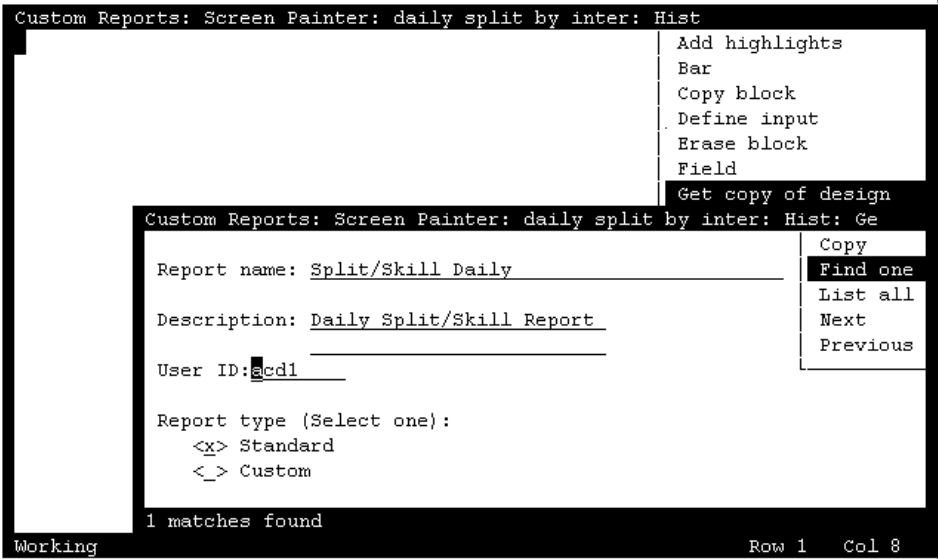 Custom Reports: Screen Painter: daily split by inter: Hist
Add highlights
Bar
Copy block
Define input
Erase block
Field
Get copy of design
Custom Reports: Screen Painter: daily split by inter: Hist: Ge
Copy
Report name: Split/Skill Daily
Find one
List all
Description: Daily Split/Skill Report
Next
Previous
User ID:acd1
Report type (Select one):
<x> Standard
<_> Custom
1 matches found
Working Row 1 Col 8